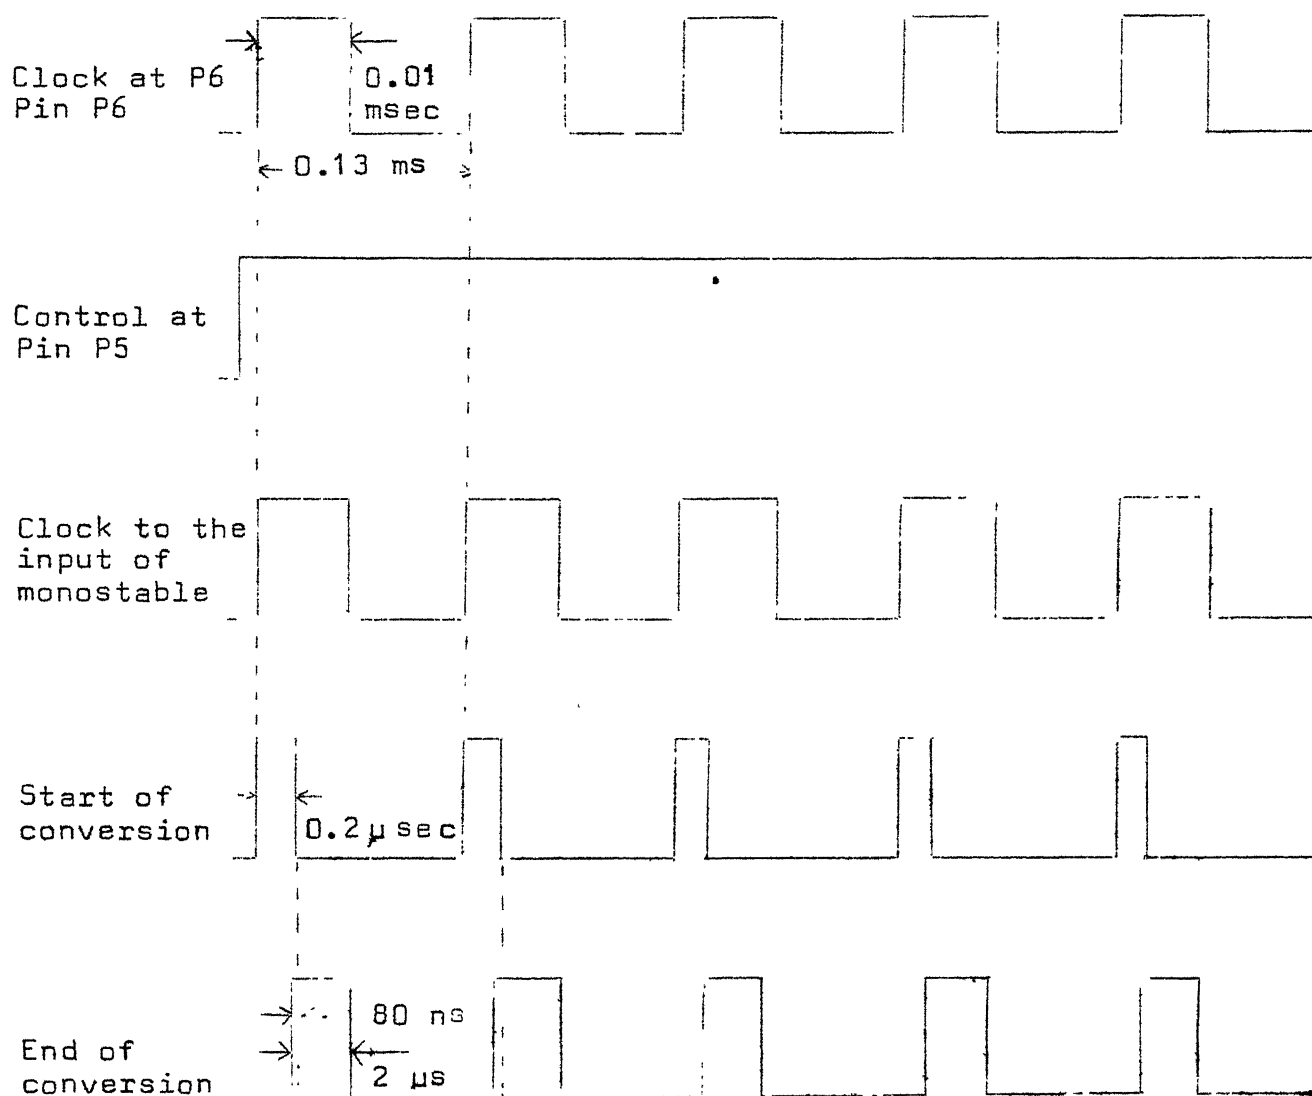 Clock at P6
Pin P6
0.01
msec
0.13 ms
Control at
Pin P5
Clock to the
input of
monostable
Start of
conversion
0.2 μsec
80 ns
End of
conversion
2 μs